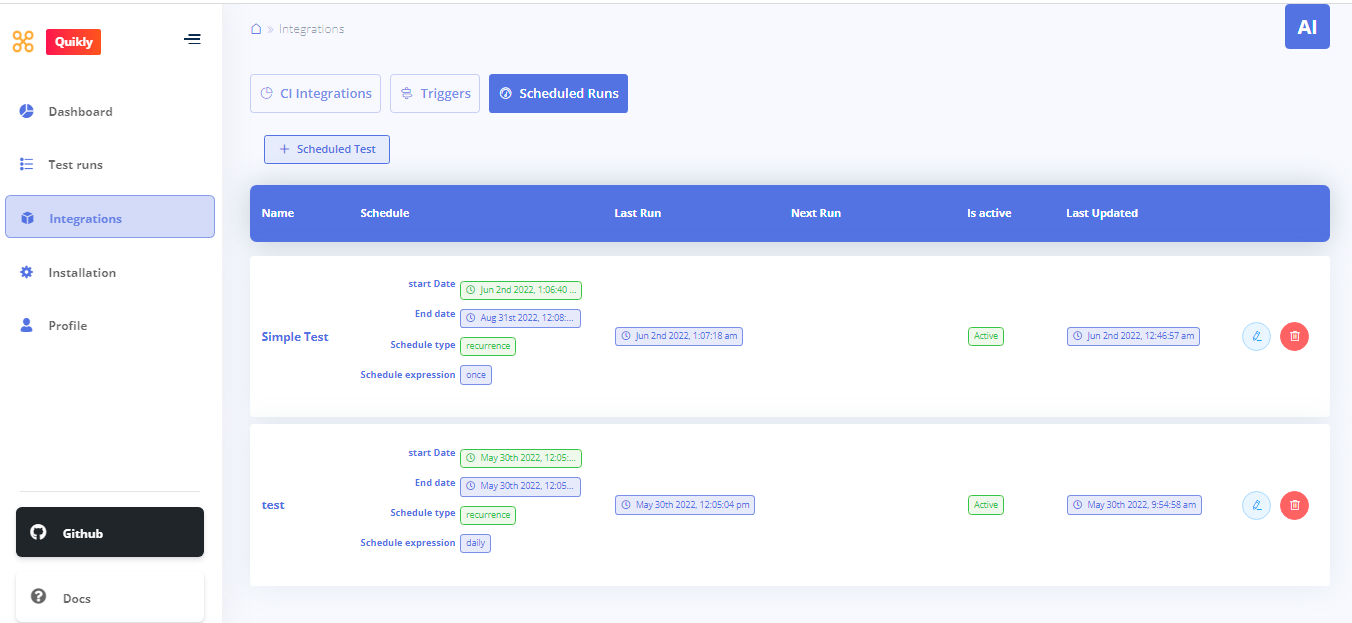 Quikly
Integrations
AI
Dashboard
Test runs
Integrations
Installation
Profile
Github
Docs
CI Integrations
Triggers
Scheduled Runs
+ Scheduled Test
Name Schedule Last Run Next Run Is active Last Updated
Simple Test
start Date Jun 2nd 2022, 1:06:40 ...
End date Aug 31st 2022, 12:08:...
Schedule type recurrence
Schedule expression once
Jun 2nd 2022, 1:07:18 am
Active
Jun 2nd 2022, 12:46:57 am
test
start Date May 30th 2022, 12:05:...
End date May 30th 2022, 12:05...
Schedule type recurrence
Schedule expression daily
May 30th 2022, 12:05:04 pm
Active
May 30th 2022, 9:54:58 am